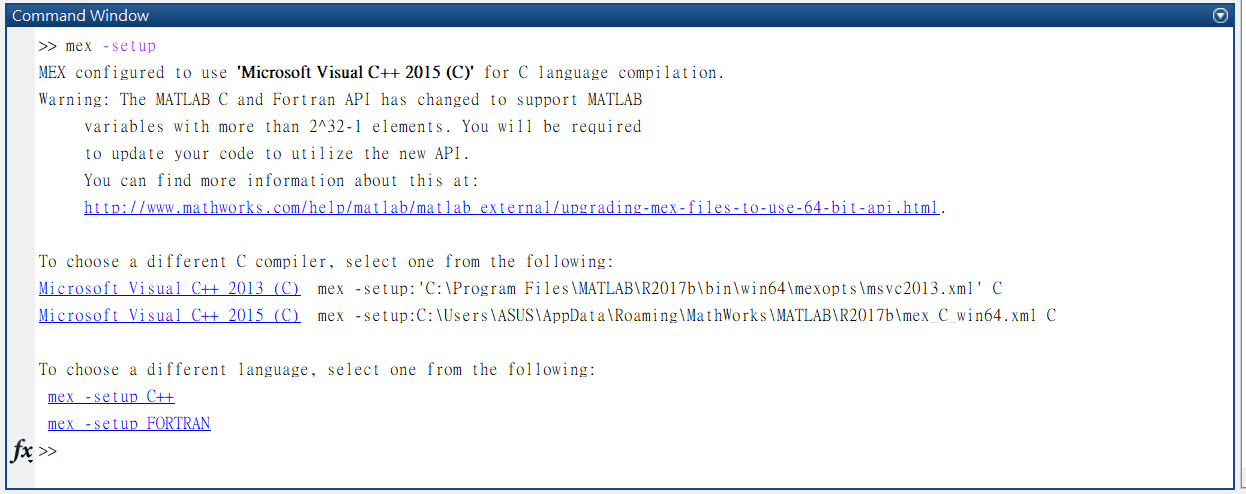 Command Window
>> mex -setup
MEX configured to use 'Microsoft Visual C++ 2015 (C)' for C language compilation.
Warning: The MATLAB C and Fortran API has changed to support MATLAB
variables with more than 2^32-1 elements. You will be required
to update your code to utilize the new API.
You can find more information about this at:
http://www.mathworks.com/help/matlab/matlab_external/upgrading-mex-files-to-use-64-bit-api.html.
To choose a different C compiler, select one from the following:
Microsoft Visual C++ 2013 (C)  mex -setup:'C:\Program Files\MATLAB\R2017b\bin\win64\mexopts\msvc2013.xml' C
Microsoft Visual C++ 2015 (C)  mex -setup:C:\Users\ASUS\AppData\Roaming\MathWorks\MATLAB\R2017b\mex_C_win64.xml C
To choose a different language, select one from the following:
mex -setup C++
mex -setup FORTRAN
fx >>